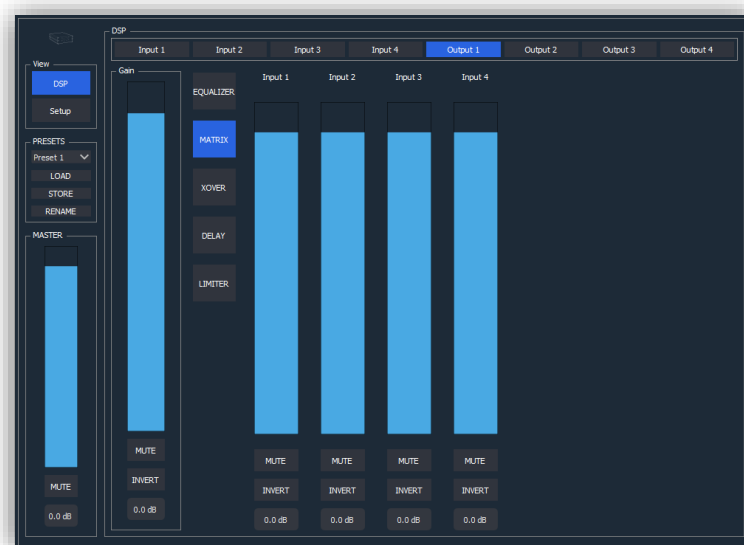 DSP
Input 1 Input 2 Input 3 Input 4 Output 1 Output 2 Output 3 Output 4
View
DSP
Setup
PRESETS
Preset 1
LOAD
STORE
RENAME
MASTER
MUTE
0.0 dB
Gain
MUTE
INVERT
0.0 dB
EQUALIZER
MATRIX
XOVER
DELAY
LIMITER
Input 1 Input 2 Input 3 Input 4
MUTE MUTE MUTE MUTE
INVERT INVERT INVERT INVERT
0.0 dB 0.0 dB 0.0 dB 0.0 dB